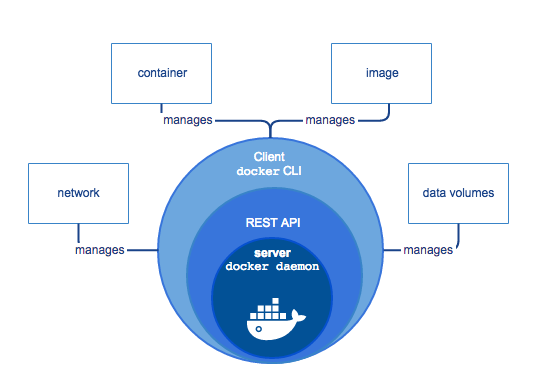 container
image
manages
manages
Client
docker CLI
network
data volumes
REST API
manages
manages
server
docker daemon